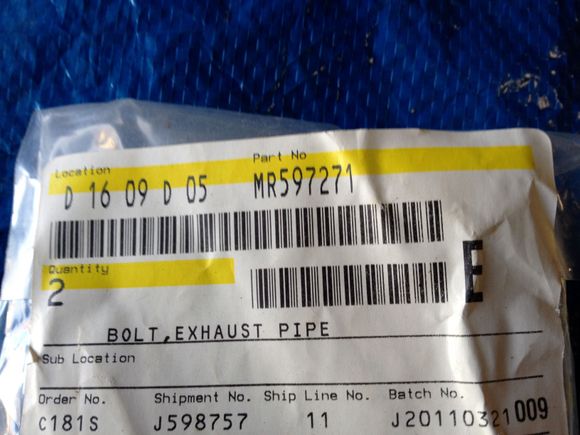 Location Part No
D 16 09 D 05 MR597271
Quantity
2
E
BOLT,EXHAUST PIPE
Sub Location
Order No. Shipment No. Ship Line No. Batch No.
C181S J598757 11 J20110321009